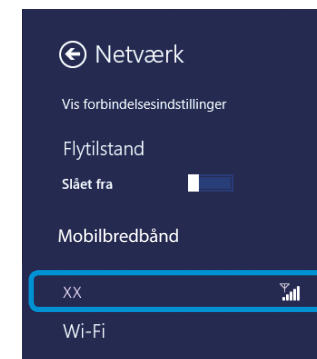 Netværk
Vis forbindelsesindstillinger
Flytilstand
Slået fra
Mobilbredbånd
XX
Wi-Fi